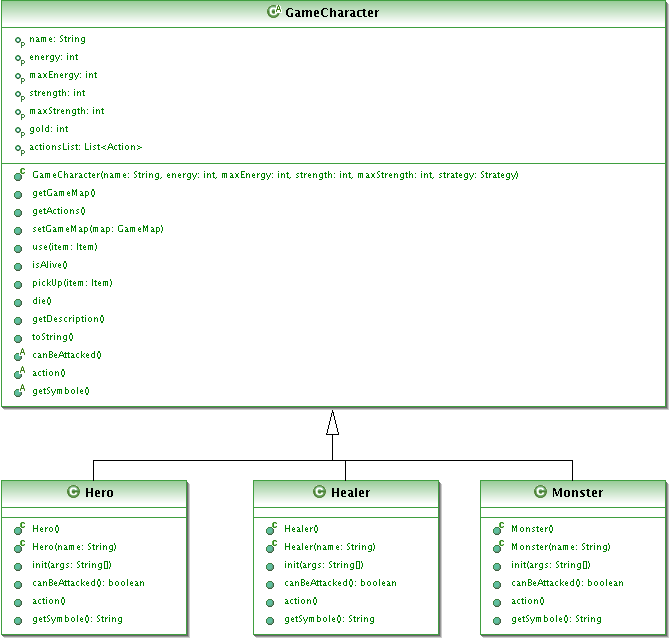 GameCharacter
name: String
energy: int
maxEnergy: int
strength: int
maxStrength: int
gold: int
actionsList: List<Action>
GameCharacter(name: String, energy: int, maxEnergy: int, strength: int, maxStrength: int, strategy: Strategy)
getGameMap()
getActions()
setGameMap(map: GameMap)
use(item: Item)
isAlive()
pickUp(item: Item)
die()
getDescription()
toString()
canBeAttacked()
action()
getSymbole()
Hero
Hero()
Hero(name: String)
init(args: String[])
canBeAttacked(): boolean
action()
getSymbole(): String
Healer
Healer()
Healer(name: String)
init(args: String[])
canBeAttacked(): boolean
action()
getSymbole(): String
Monster
Monster()
Monster(name: String)
init(args: String[])
canBeAttacked(): boolean
action()
getSymbole(): String